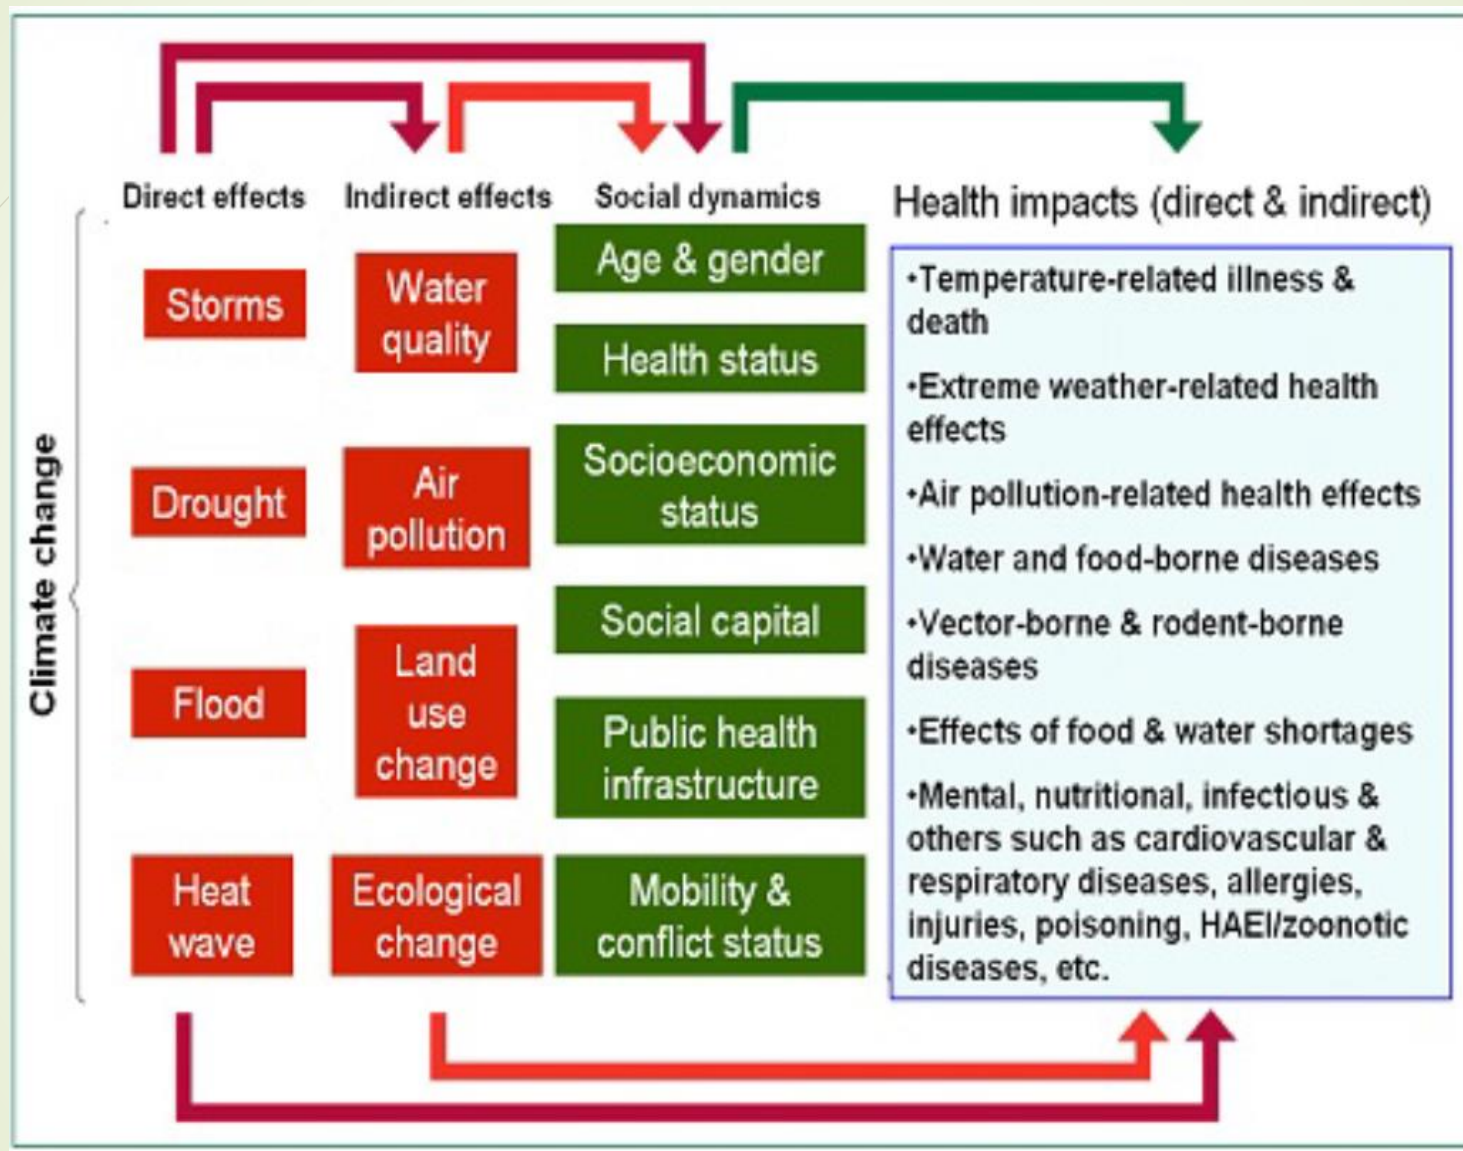 Direct effects
Indirect effects
Social dynamics
Health impacts (direct & indirect)
Climate change
Storms
Drought
Flood
Heat
wave
Water
quality
Air
pollution
Land
use
change
Ecological
change
Age & gender
Health status
Socioeconomic
status
Social capital
Public health
infrastructure
Mobility &
conflict status
•Temperature-related illness &
death
•Extreme weather-related health
effects
•Air pollution-related health effects
•Water and food-borne diseases
•Vector-borne & rodent-borne
diseases
•Effects of food & water shortages
•Mental, nutritional, infectious &
others such as cardiovascular &
respiratory diseases, allergies,
injuries, poisoning, HAEI/zoonotic
diseases, etc.